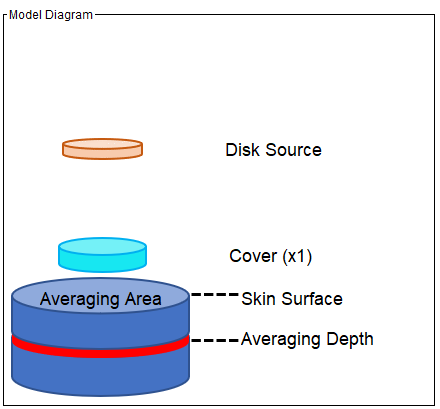 Model Diagram
Disk Source
Cover (x1)
Averaging Area
Skin Surface
Averaging Depth